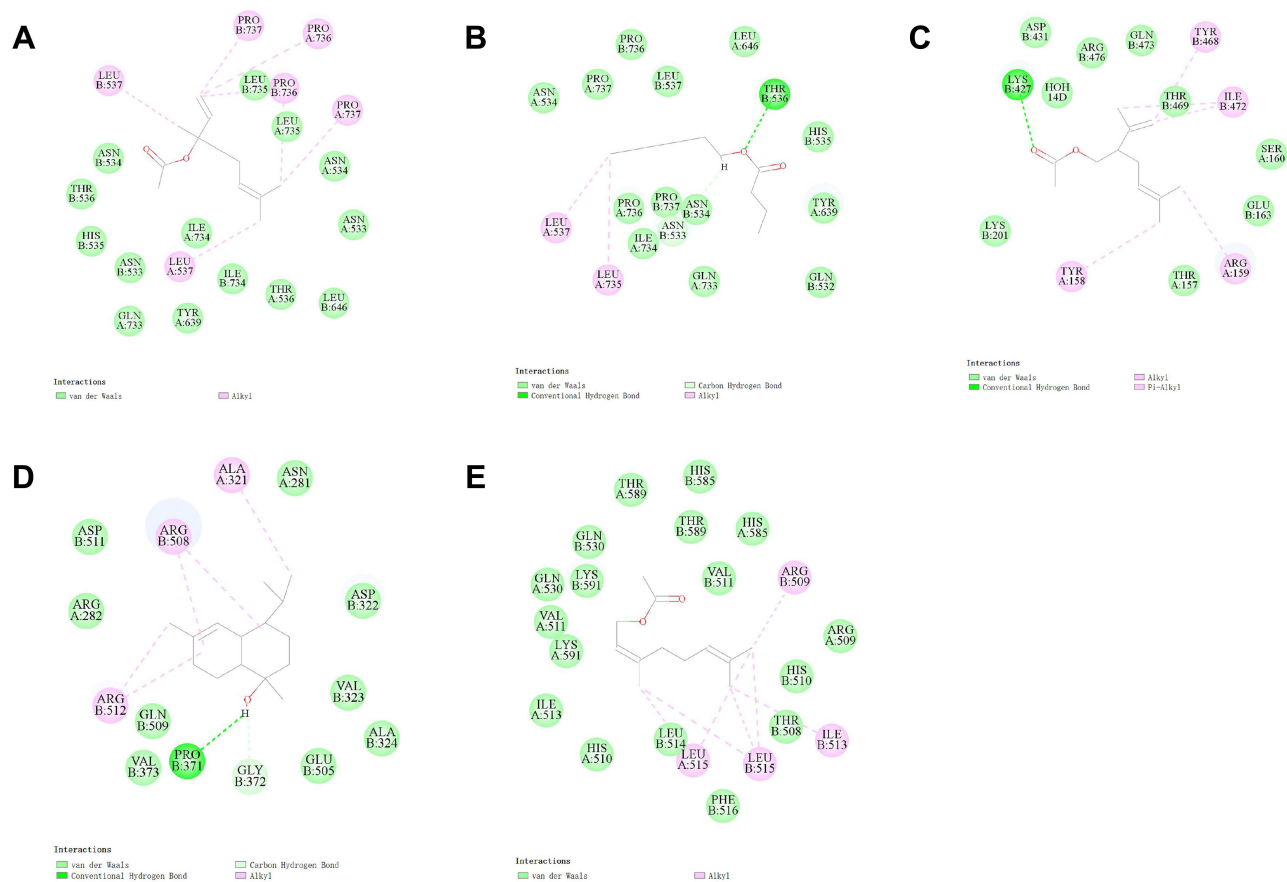 A
PRO
B:737
PRO
A:736
LEU
B:537
LEU
B:735
PRO
B:736
PRO
A:737
LEU
A:735
ASN
B:534
ASN
A:534
THR
B:536
O
O
ASN
A:533
HIS
B:535
ILE
A:734
ASN
B:533
LEU
A:537
ILE
B:734
THR
A:536
LEU
B:646
GLN
A:733
TYR
A:639
Interactions
van der Waals
Alkyl
B
PRO
B:736
LEU
A:646
ASN
A:534
PRO
A:737
LEU
B:537
THR
B:536
HIS
B:535
O
O
H
PRO
A:736
PRO
B:737
ASN
B:534
TYR
A:639
LEU
A:537
ILE
A:734
ASN
B:533
LEU
A:735
GLN
A:733
GLN
B:532
Interactions
van der Waals
Conventional Hydrogen Bond
Carbon Hydrogen Bond
Alkyl
C
ASP
B:431
ARG
B:476
GLN
B:473
TYR
B:468
LYS
B:427
HOH
14D
THR
B:469
ILE
B:472
O
O
SER
A:160
GLU
B:163
LYS
B:201
TYR
A:158
THR
A:157
ARG
A:159
Interactions
van der Waals
Conventional Hydrogen Bond
Alkyl
Pi-Alkyl
D
ALA
A:321
ASN
A:281
ASP
B:511
ARG
B:508
ARG
A:282
ASP
B:322
ARG
B:512
O
H
VAL
B:323
GLN
B:509
ALA
B:324
VAL
B:373
PRO
B:371
GLY
B:372
GLU
B:505
Interactions
van der Waals
Conventional Hydrogen Bond
Carbon Hydrogen Bond
Alkyl
E
THR
A:589
HIS
B:585
GLN
B:530
THR
B:589
HIS
A:585
GLN
A:530
LYS
B:591
VAL
B:511
ARG
B:509
O
O
VAL
A:511
LYS
A:591
ARG
A:509
HIS
B:510
ILE
A:513
LEU
B:514
THR
B:508
ILE
B:513
HIS
A:510
LEU
A:515
LEU
B:515
PHE
B:516
Interactions
van der Waals
Alkyl